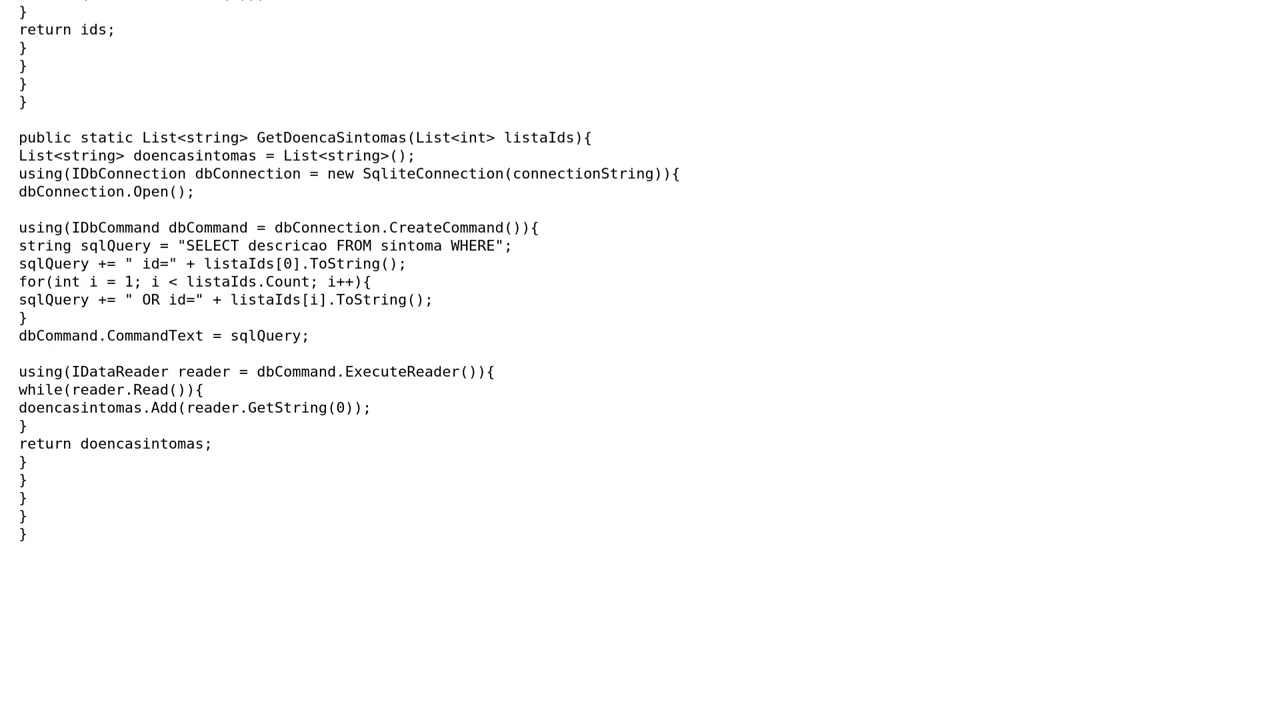 }
return ids;
}
}
}
}
public static List<string> GetDoencaSintomas(List<int> listaIds){
List<string> doencasintomas = List<string>();
using(IDbConnection dbConnection = new SqliteConnection(connectionString)){
dbConnection.Open();
using(IDbCommand dbCommand = dbConnection.CreateCommand()){
string sqlQuery = "SELECT descricao FROM sintoma WHERE";
sqlQuery += " id=" + listaIds[0].ToString();
for(int i = 1; i < listaIds.Count; i++){
sqlQuery += " OR id=" + listaIds[i].ToString();
}
dbCommand.CommandText = sqlQuery;
using(IDataReader reader = dbCommand.ExecuteReader()){
while(reader.Read()){
doencasintomas.Add(reader.GetString(0));
}
return doencasintomas;
}
}
}
}
}